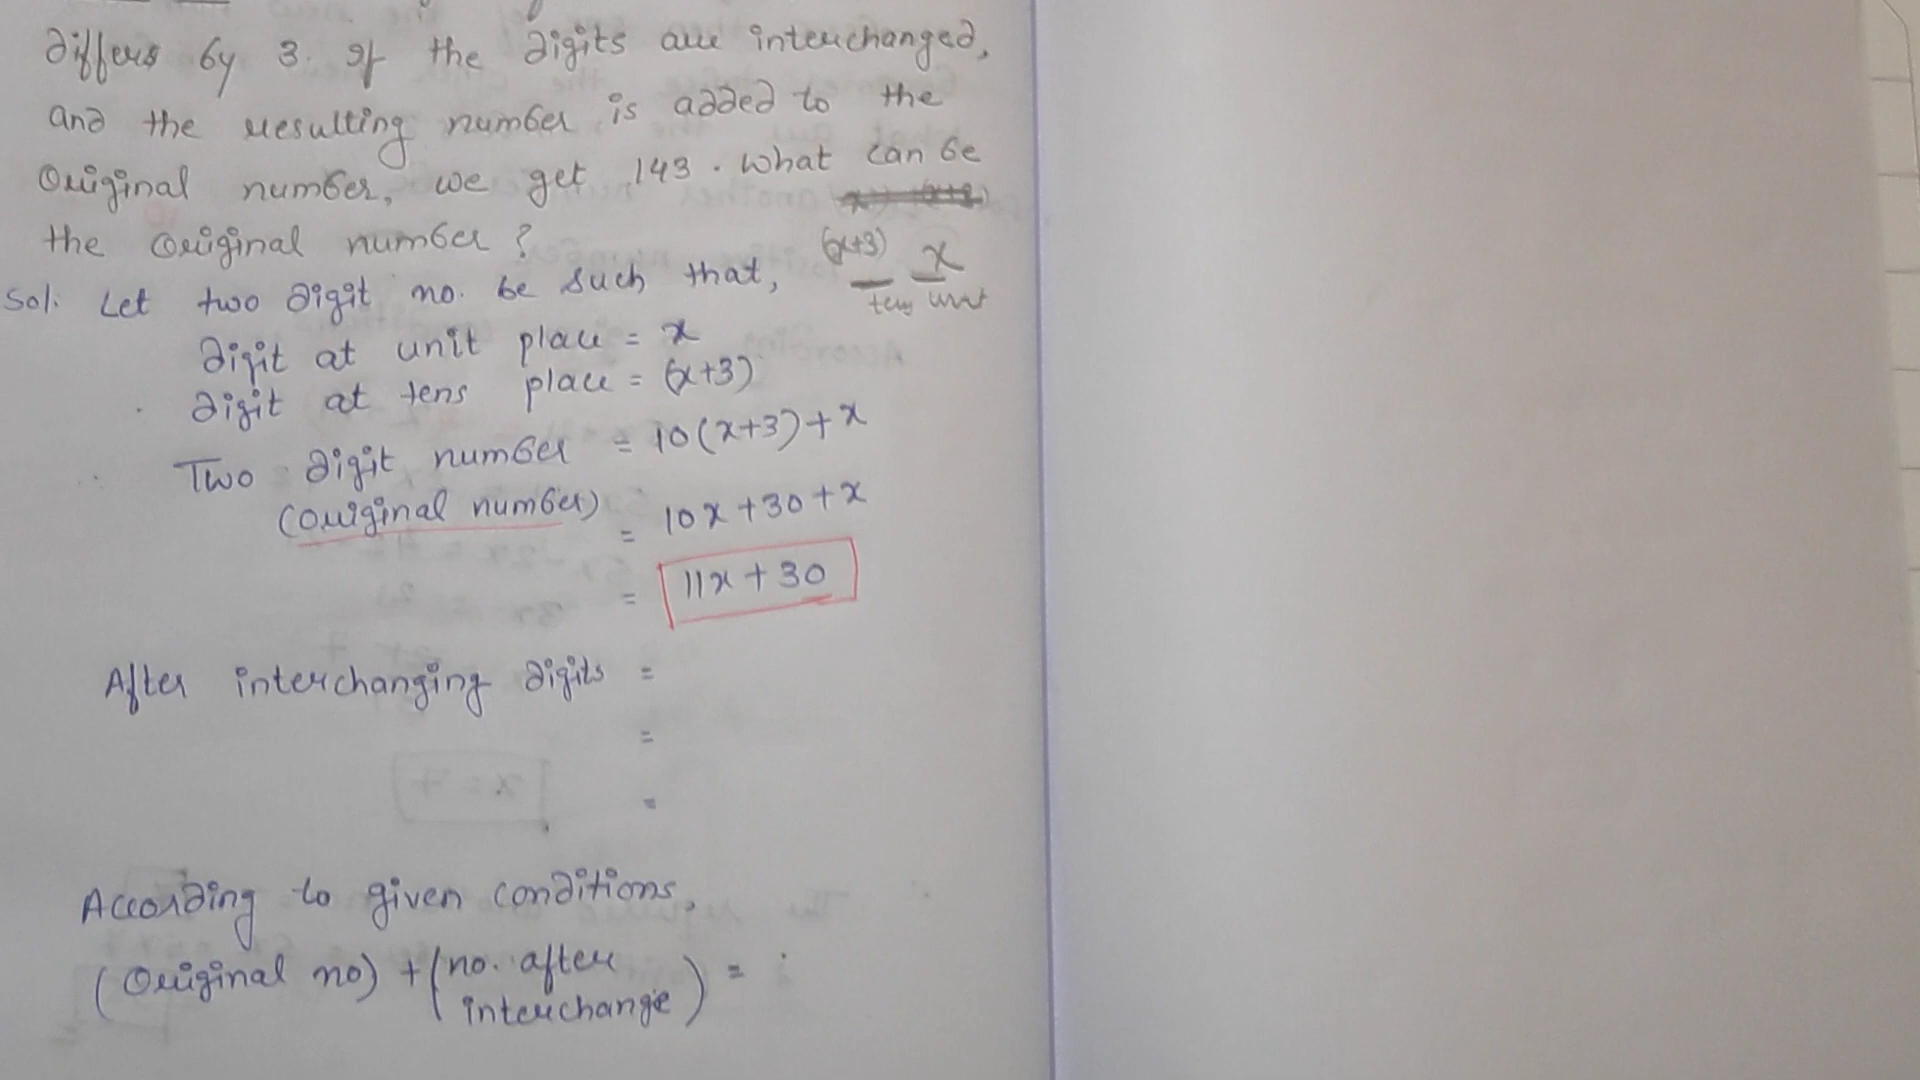 differs by 3. If the digits are interchanged,
and the resulting number is added to the
Original number, we get 143. What can be
the Original number?
(x+3) x
tens unit
Sol: Let two digit no. be such that,
digit at unit place = x
digit at tens place = (x+3)
Two digit number = 10(x+3)+x
(Original number)
= 10x+30+x
= 11x+30
After interchanging digits =
=
=
According to given conditions,
(Original no) + (no. after interchange) =